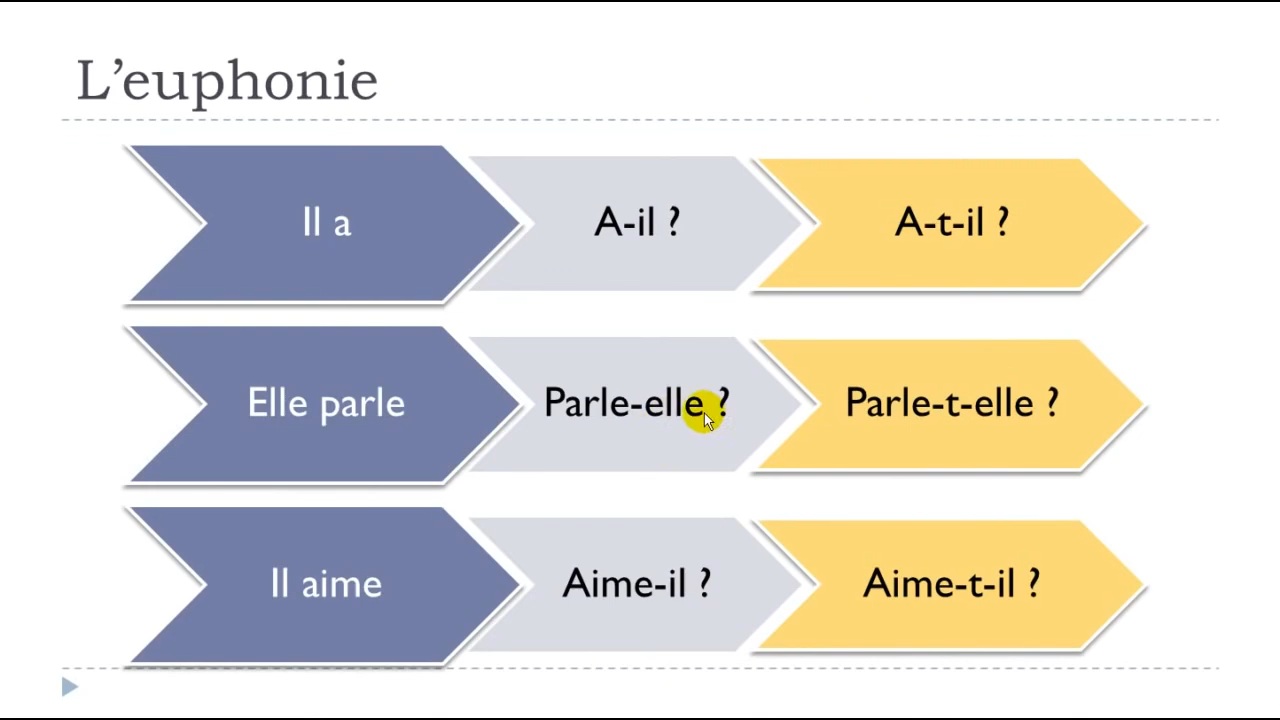 L’euphonie
Il a
A-il ?
A-t-il ?
Elle parle
Parle-elle ?
Parle-t-elle ?
Il aime
Aime-il ?
Aime-t-il ?